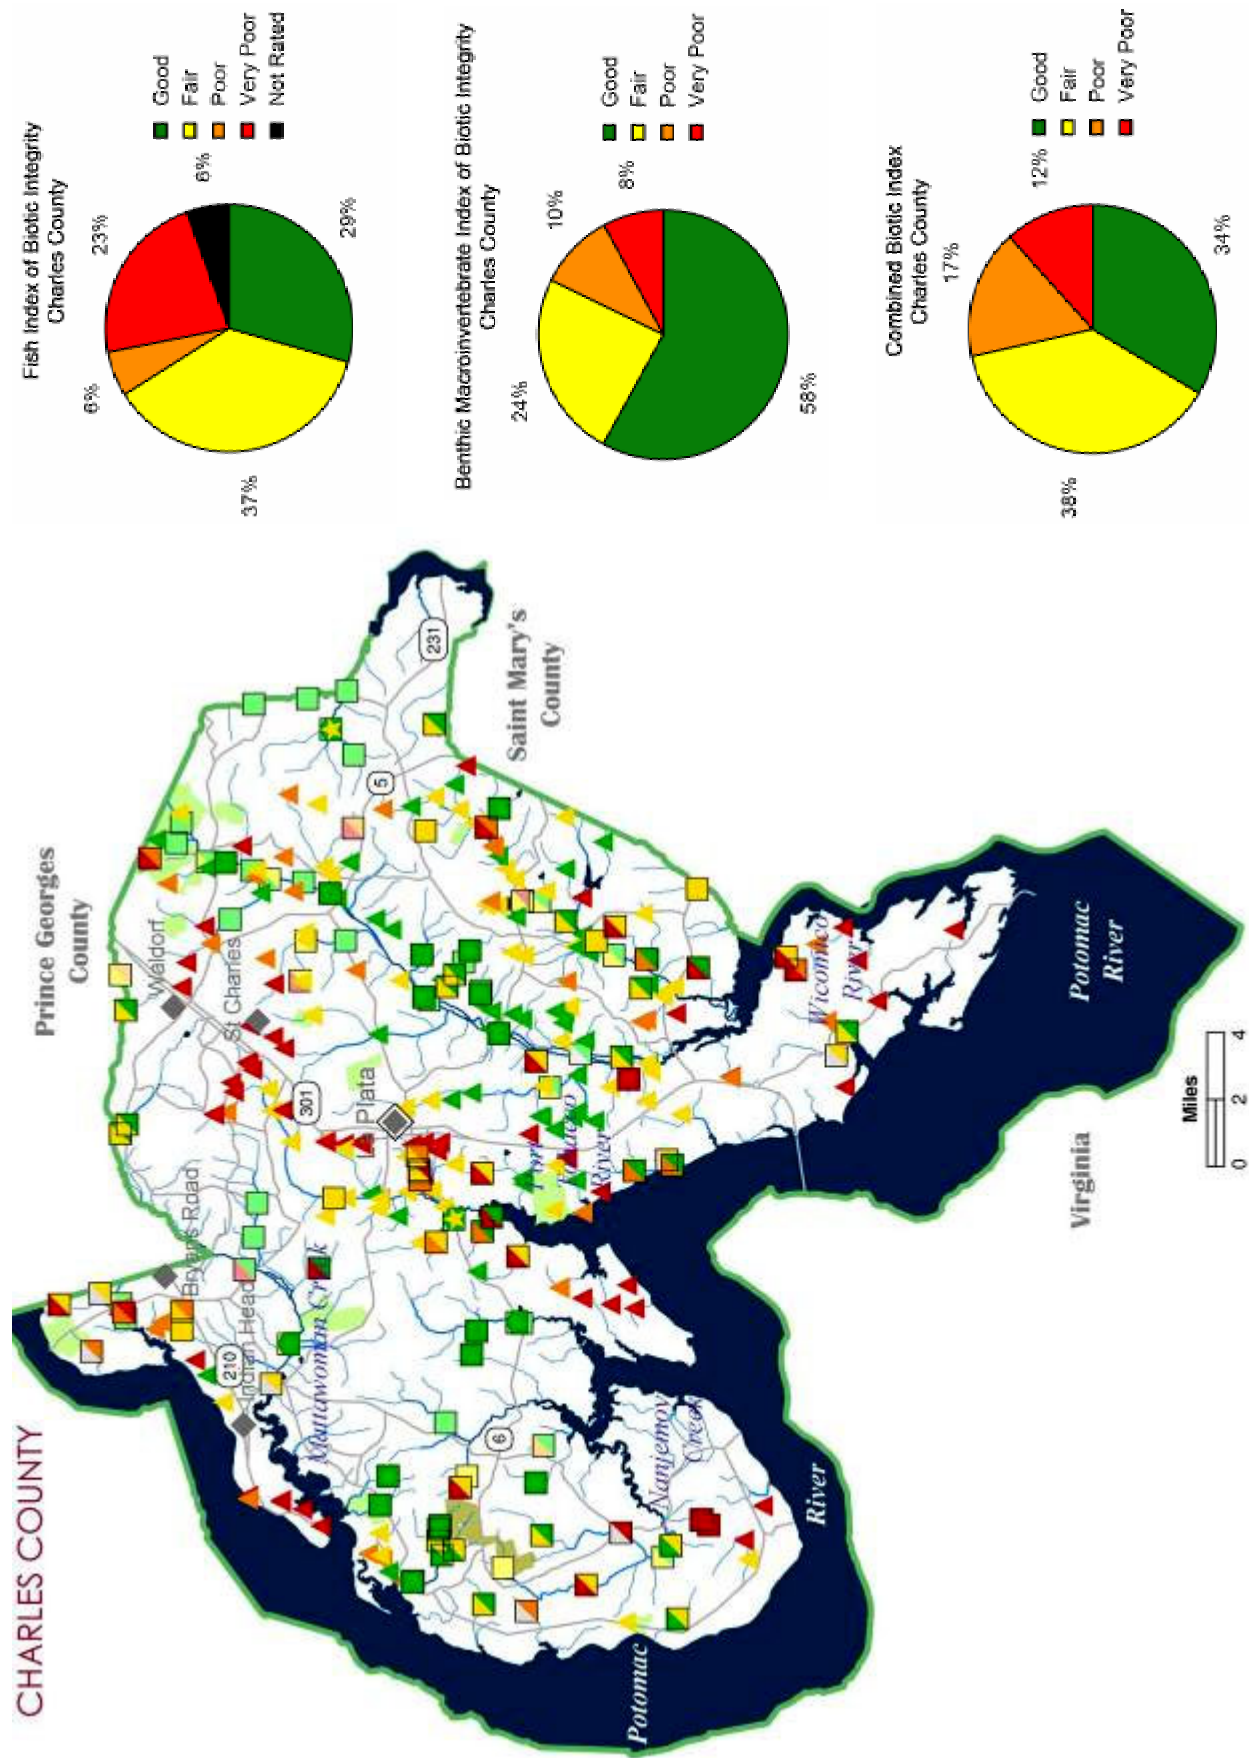 CHARLES COUNTY
Prince Georges
County
Waldorf
St Charles
Bryans Road
Indian Head
210
301
La Plata
5
231
Saint Mary's
County
Mattawoman Creek
6
Nanjemoy
Creek
Port
Tobacco
River
Wicomico
River
Potomac
River
Potomac
River
Virginia
Miles
0 2 4
Fish Index of Biotic Integrity
Charles County
6%
23%
6%
29%
37%
Good
Fair
Poor
Very Poor
Not Rated
Benthic Macroinvertebrate Index of Biotic Integrity
Charles County
24%
10%
8%
58%
Good
Fair
Poor
Very Poor
Combined Biotic Index
Charles County
17%
12%
38%
34%
Good
Fair
Poor
Very Poor